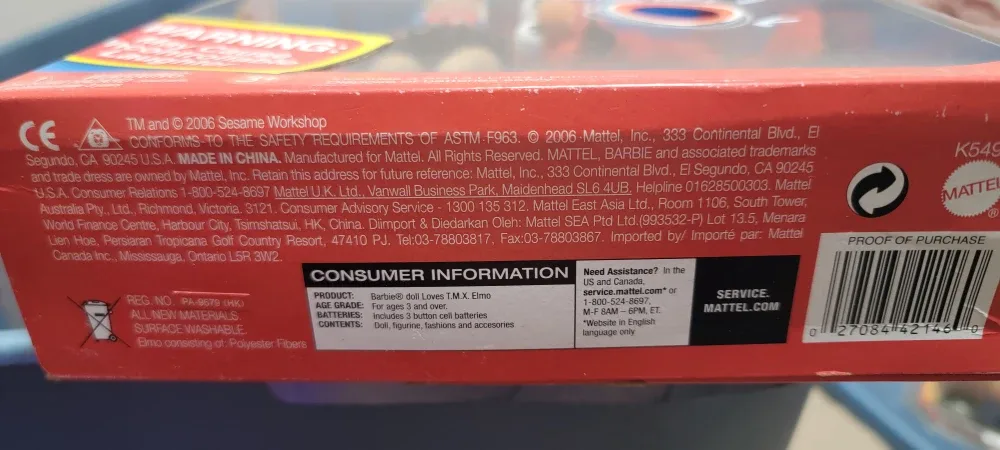 WARNING:
CE
TM and © 2006 Sesame Workshop
CONFORMS TO THE SAFETY REQUIREMENTS OF ASTM F963. © 2006 Mattel, Inc., 333 Continental Blvd., El
Segundo, CA 90245 U.S.A. MADE IN CHINA. Manufactured for Mattel. All Rights Reserved. MATTEL, BARBIE and associated trademarks
and trade dress are owned by Mattel, Inc. Retain this address for future reference: Mattel, Inc., 333 Continental Blvd., El Segundo, CA 90245
U.S.A. Consumer Relations 1-800-524-8697 Mattel U.K. Ltd., Vanwall Business Park, Maidenhead SL6 4UB, Helpline 01628500303. Mattel
Australia Pty., Ltd., Richmond, Victoria. 3121. Consumer Advisory Service - 1300 135 312. Mattel East Asia Ltd., Room 1106, South Tower,
World Finance Centre, Harbour City, Tsimshatsui, HK, China. Diimport & Diedarkan Oleh: Mattel SEA Ptd Ltd.(993532-P) Lot 13.5, Menara
Lien Hoe, Persiaran Tropicana Golf Country Resort, 47410 PJ. Tel:03-78803817, Fax:03-78803867. Imported by/ Importé par: Mattel
Canada Inc., Mississauga, Ontario L5R 3W2.
K549
MATTEL
®
PROOF OF PURCHASE
0 27084 42146 0
REG. NO. PA-9679 (HK)
ALL NEW MATERIALS.
SURFACE WASHABLE.
Elmo consisting of: Polyester Fibers
CONSUMER INFORMATION
PRODUCT: Barbie® doll Loves T.M.X. Elmo
AGE GRADE: For ages 3 and over.
BATTERIES: Includes 3 button cell batteries
CONTENTS: Doll, figurine, fashions and accesories
Need Assistance? In the
US and Canada,
service.mattel.com* or
1-800-524-8697,
M-F 8AM – 6PM, ET.
*Website in English
language only
SERVICE.
MATTEL.COM